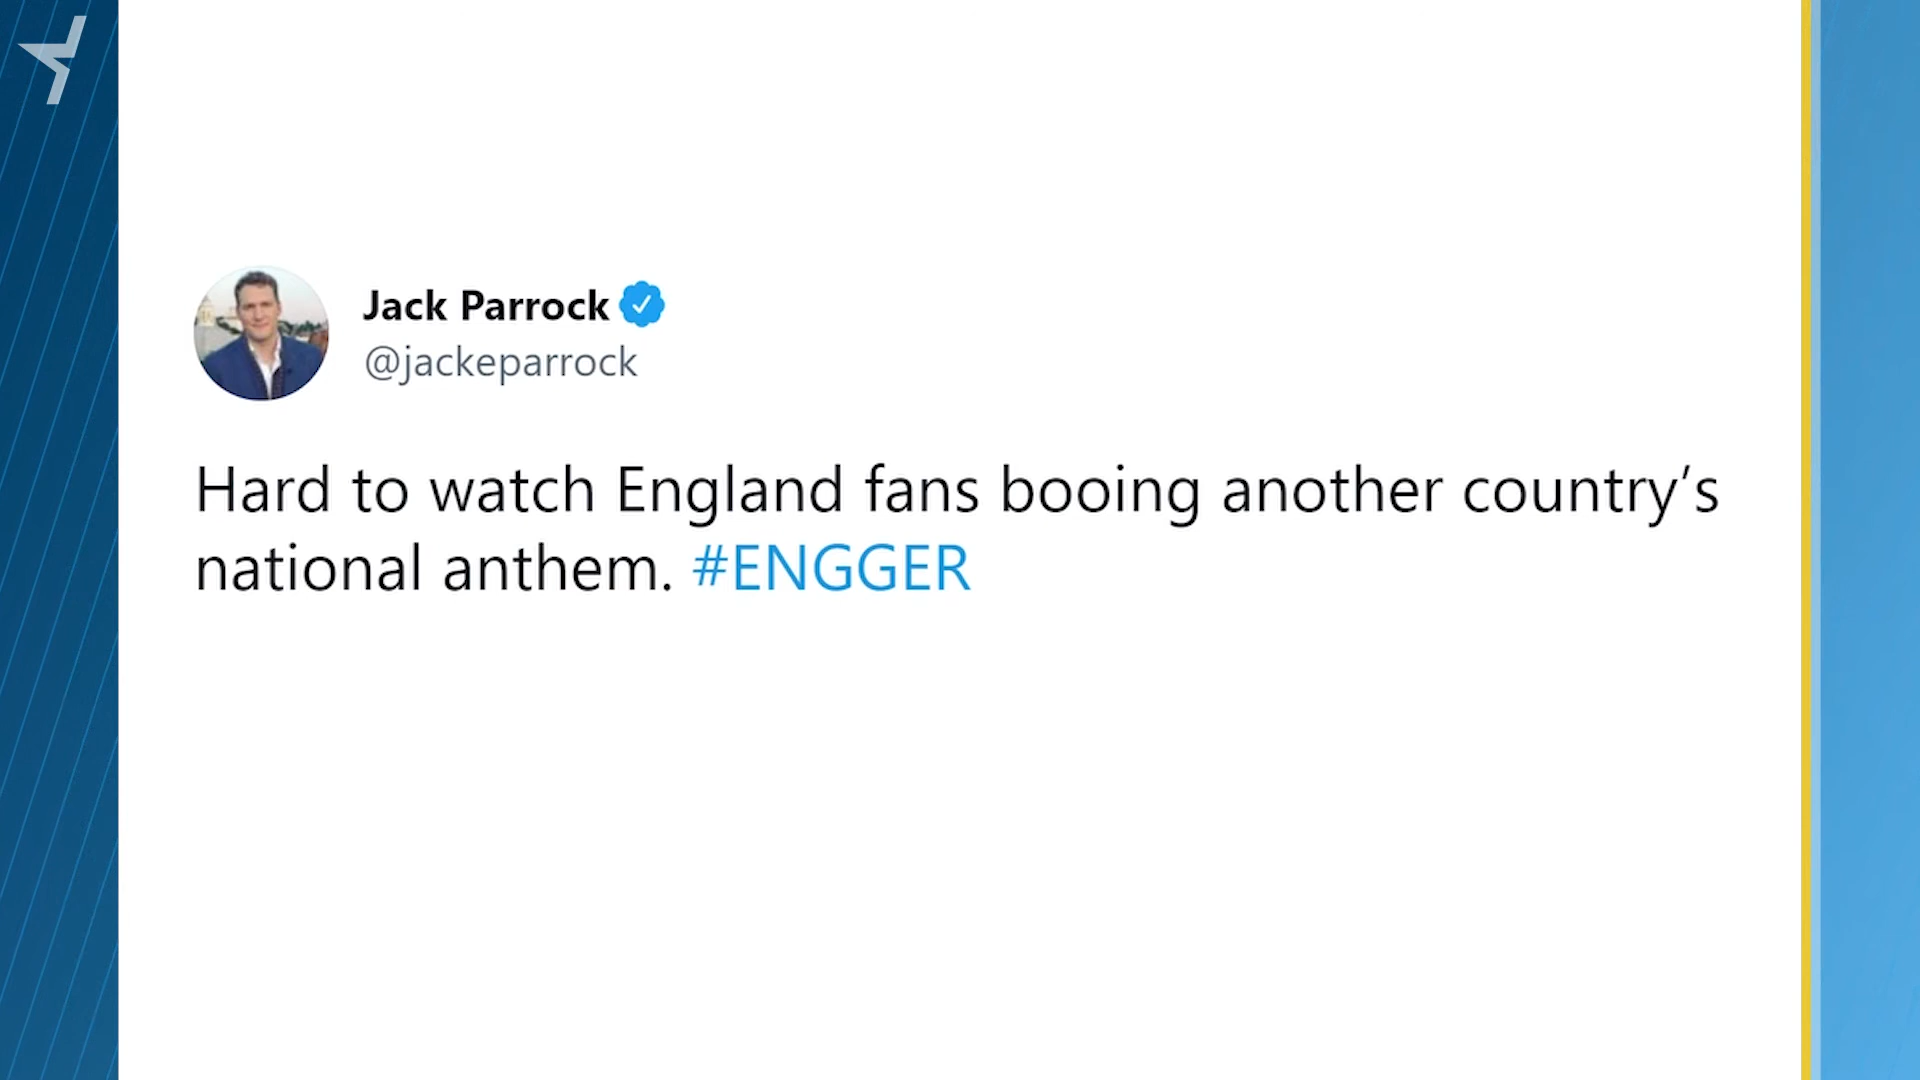 Jack Parrock
@jackeparrock
Hard to watch England fans booing another country’s
national anthem. #ENGGER